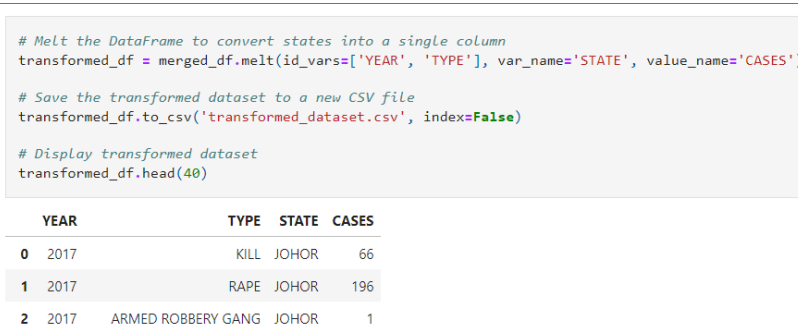 # Melt the DataFrame to convert states into a single column
transformed_df = merged_df.melt(id_vars=['YEAR', 'TYPE'], var_name='STATE', value_name='CASES')
# Save the transformed dataset to a new CSV file
transformed_df.to_csv('transformed_dataset.csv', index=False)
# Display transformed dataset
transformed_df.head(40)
YEAR TYPE STATE CASES
0 2017 KILL JOHOR 66
1 2017 RAPE JOHOR 196
2 2017 ARMED ROBBERY GANG JOHOR 1